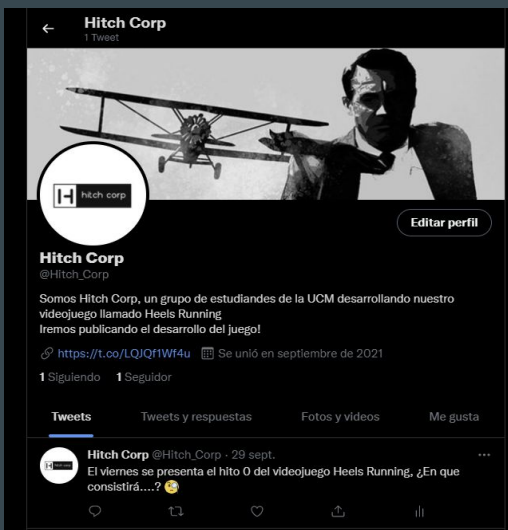 Hitch Corp
1 Tweet
hitch corp
Editar perfil
Hitch Corp
@Hitch_Corp
Somos Hitch Corp, un grupo de estudiandes de la UCM desarrollando nuestro
videojuego llamado Heels Running
Iremos publicando el desarrollo del juego!
https://t.co/LQJQf1Wf4u Se unió en septiembre de 2021
1 Siguiendo 1 Seguidor
Tweets Tweets y respuestas Fotos y videos Me gusta
Hitch Corp @Hitch_Corp · 29 sept.
El viernes se presenta el hito 0 del videojuego Heels Running. ¿En que
consistirá....? 🧐